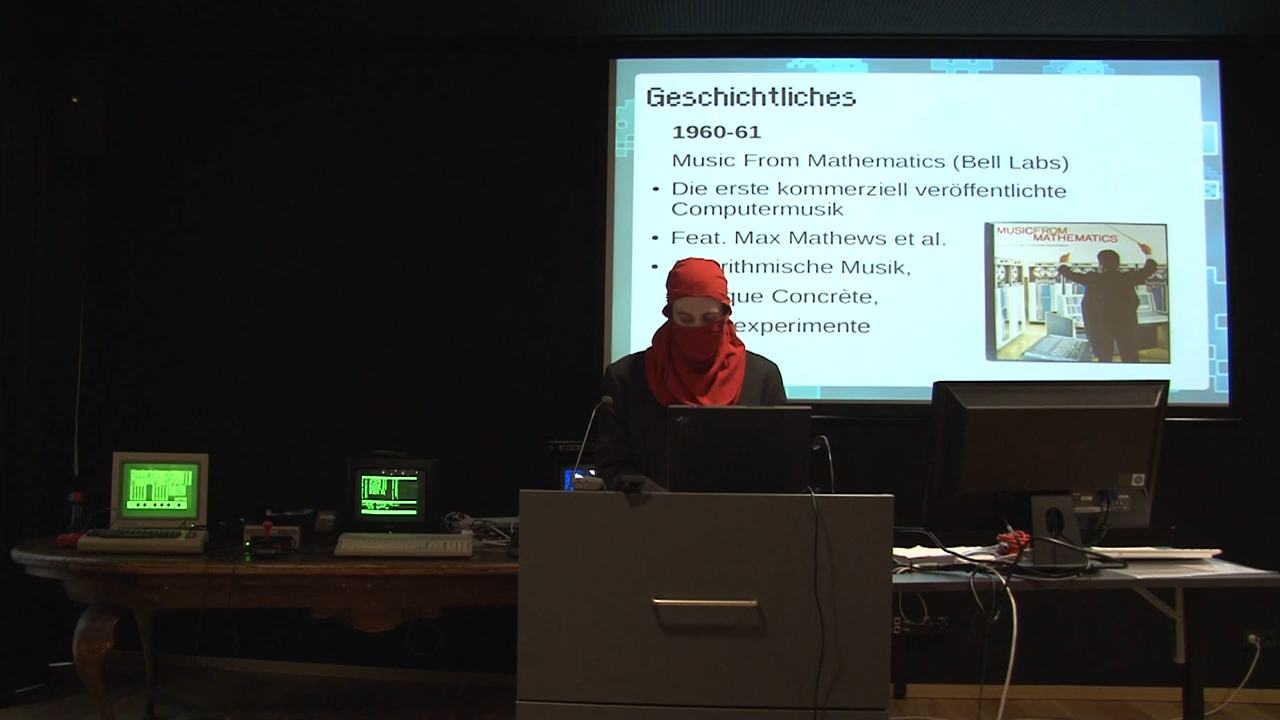 Geschichtliches
1960-61
Music From Mathematics (Bell Labs)
• Die erste kommerziell veröffentlichte
Computermusik
• Feat. Max Mathews et al.
• rithmische Musik,
que Concrète,
experimente
MUSIC FROM
MATHEMATICS